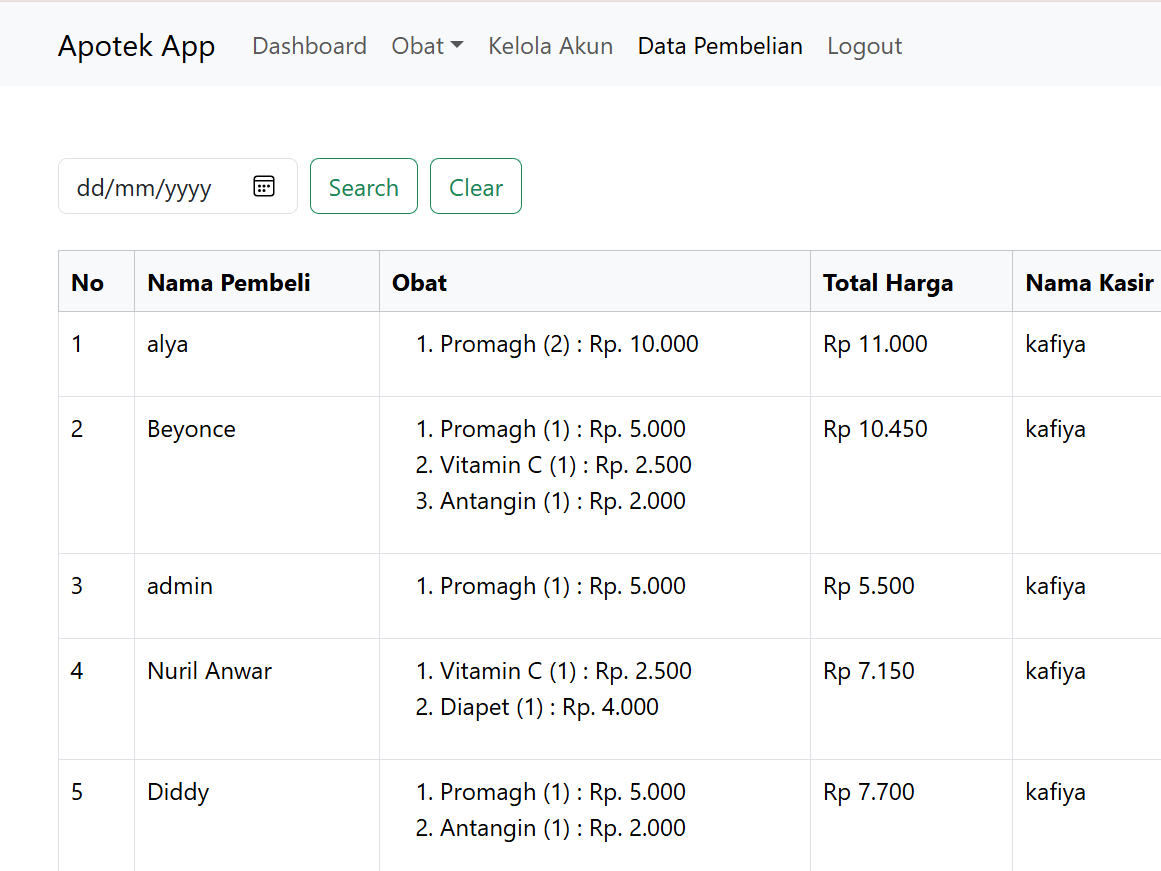 Apotek App Dashboard Obat Kelola Akun Data Pembelian Logout
dd/mm/yyyy Search Clear
No Nama Pembeli Obat Total Harga Nama Kasir
1 alya 1. Promagh (2) : Rp. 10.000 Rp 11.000 kafiya
2 Beyonce 1. Promagh (1) : Rp. 5.000 Rp 10.450 kafiya
2. Vitamin C (1) : Rp. 2.500
3. Antangin (1) : Rp. 2.000
3 admin 1. Promagh (1) : Rp. 5.000 Rp 5.500 kafiya
4 Nuril Anwar 1. Vitamin C (1) : Rp. 2.500 Rp 7.150 kafiya
2. Diapet (1) : Rp. 4.000
5 Diddy 1. Promagh (1) : Rp. 5.000 Rp 7.700 kafiya
2. Antangin (1) : Rp. 2.000